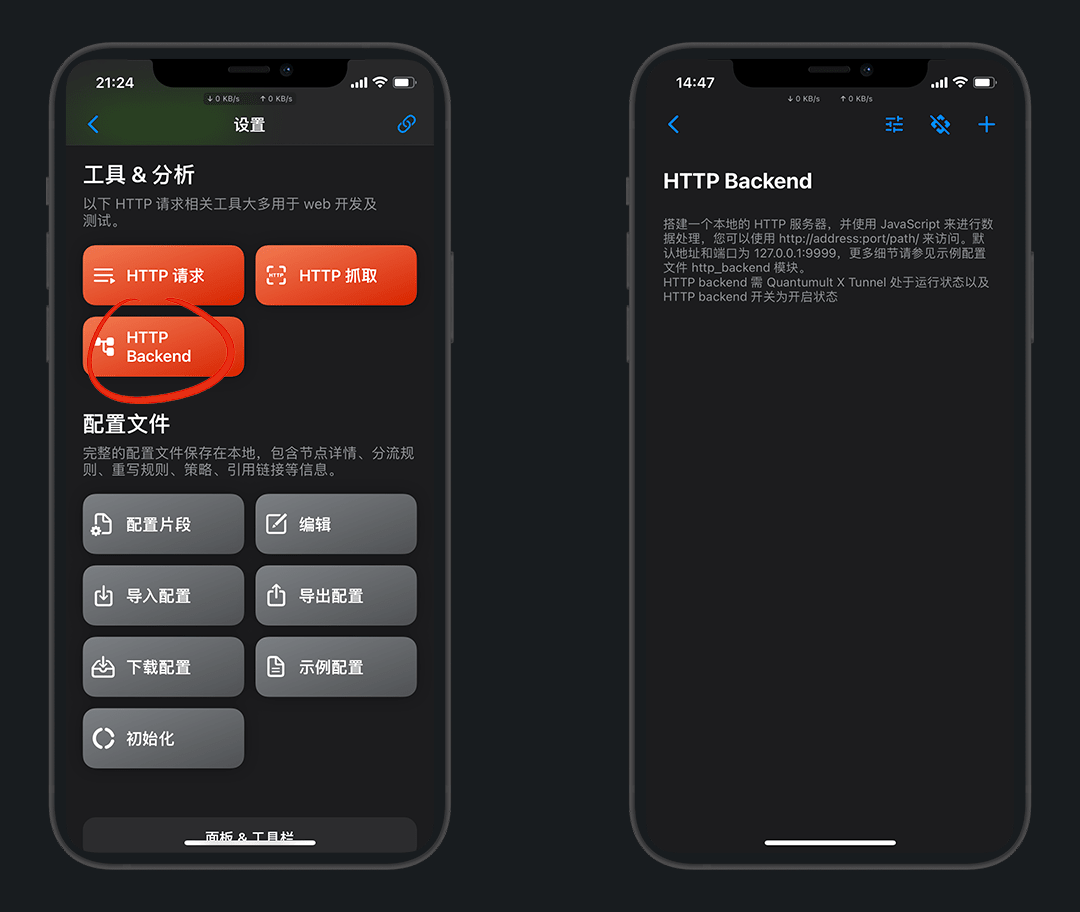 21:24
↓ 0 KB/s ↑ 0 KB/s
设置
工具 & 分析
以下 HTTP 请求相关工具大多用于 web 开发及
测试。
HTTP 请求
HTTP
HTTP 抓取
HTTP
Backend
配置文件
完整的配置文件保存在本地，包含节点详情、分流规
则、重写规则、策略、引用链接等信息。
配置片段
编辑
导入配置
导出配置
下载配置
示例配置
初始化
面板 & 工具栏
14:47
↓ 0 KB/s ↑ 0 KB/s
HTTP Backend
搭建一个本地的 HTTP 服务器，并使用 JavaScript 来进行数
据处理，您可以使用 http://address:port/path/ 来访问。默
认地址和端口为 127.0.0.1:9999，更多细节请参见示例配置
文件 http_backend 模块。
HTTP backend 需 Quantumult X Tunnel 处于运行状态以及
HTTP backend 开关为开启状态